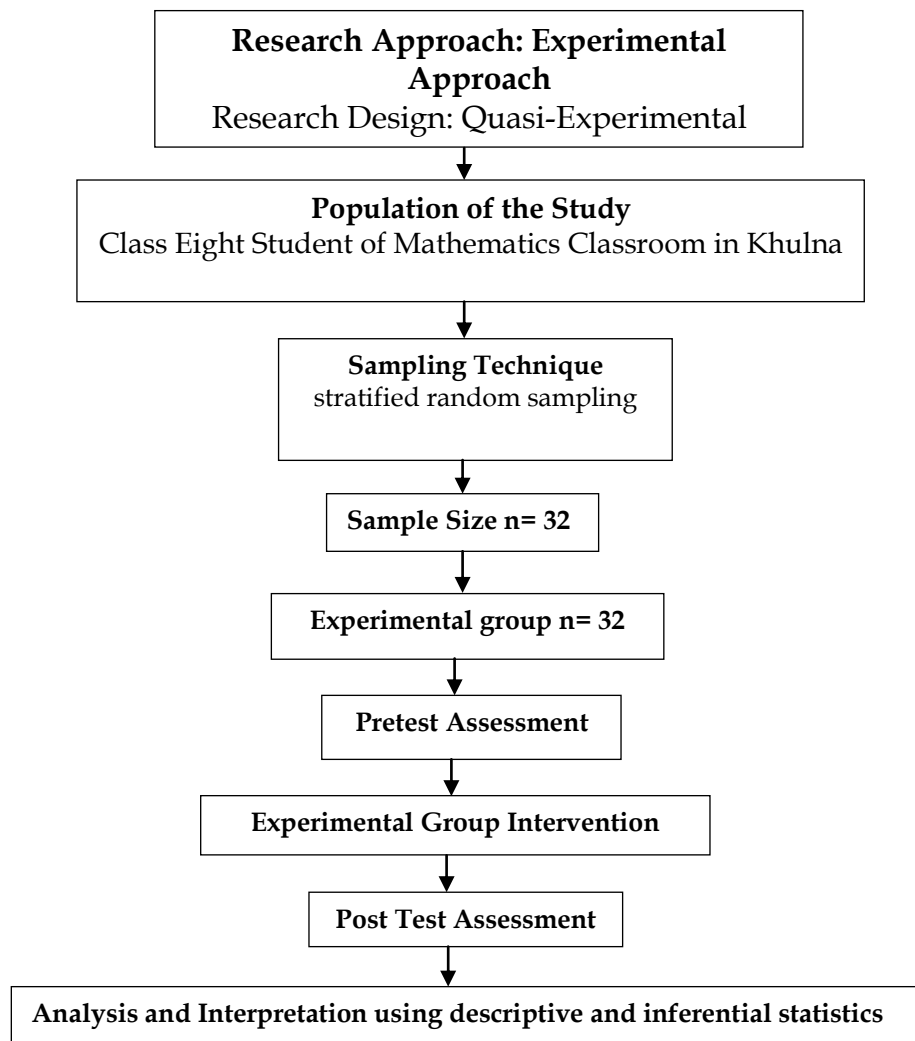 Research Approach: Experimental
Approach
Research Design: Quasi-Experimental
Population of the Study
Class Eight Student of Mathematics Classroom in Khulna
Sampling Technique
stratified random sampling
Sample Size n= 32
Experimental group n= 32
Pretest Assessment
Experimental Group Intervention
Post Test Assessment
Analysis and Interpretation using descriptive and inferential statistics